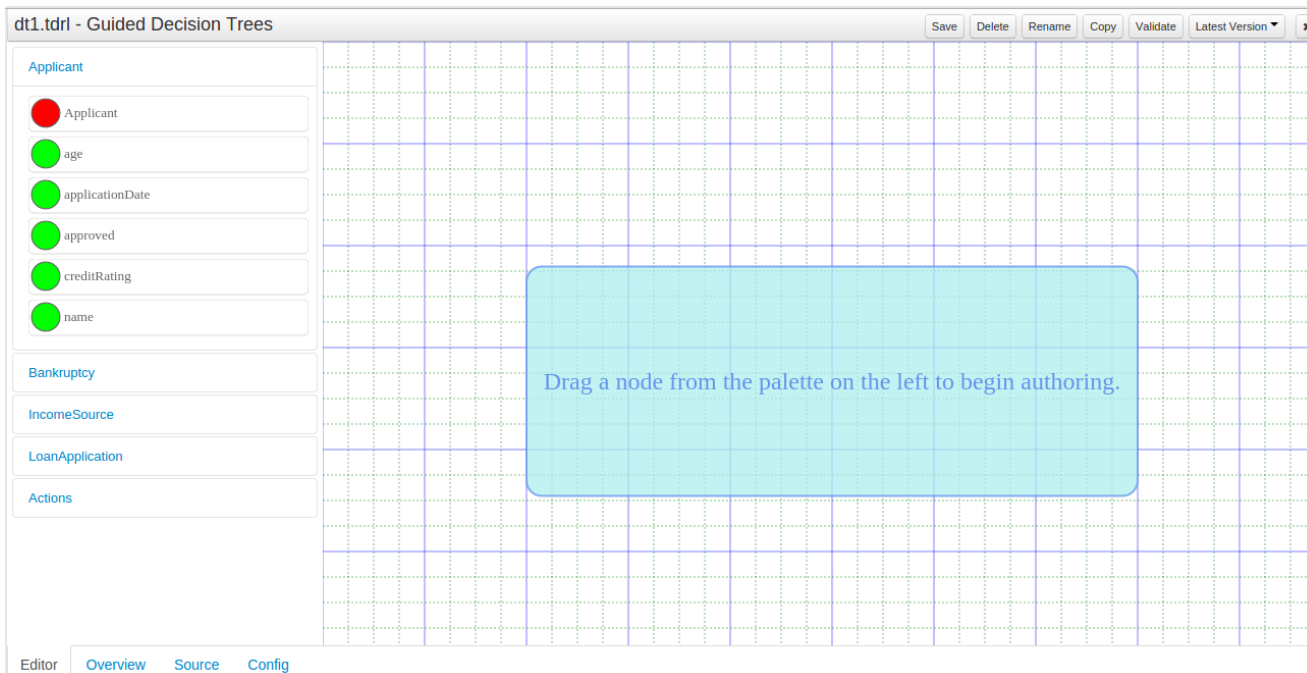 dt1.tdrl - Guided Decision Trees
Save Delete Rename Copy Validate Latest Version
Applicant
Applicant
age
applicationDate
approved
creditRating
name
Bankruptcy
IncomeSource
LoanApplication
Actions
Drag a node from the palette on the left to begin authoring.
Editor Overview Source Config